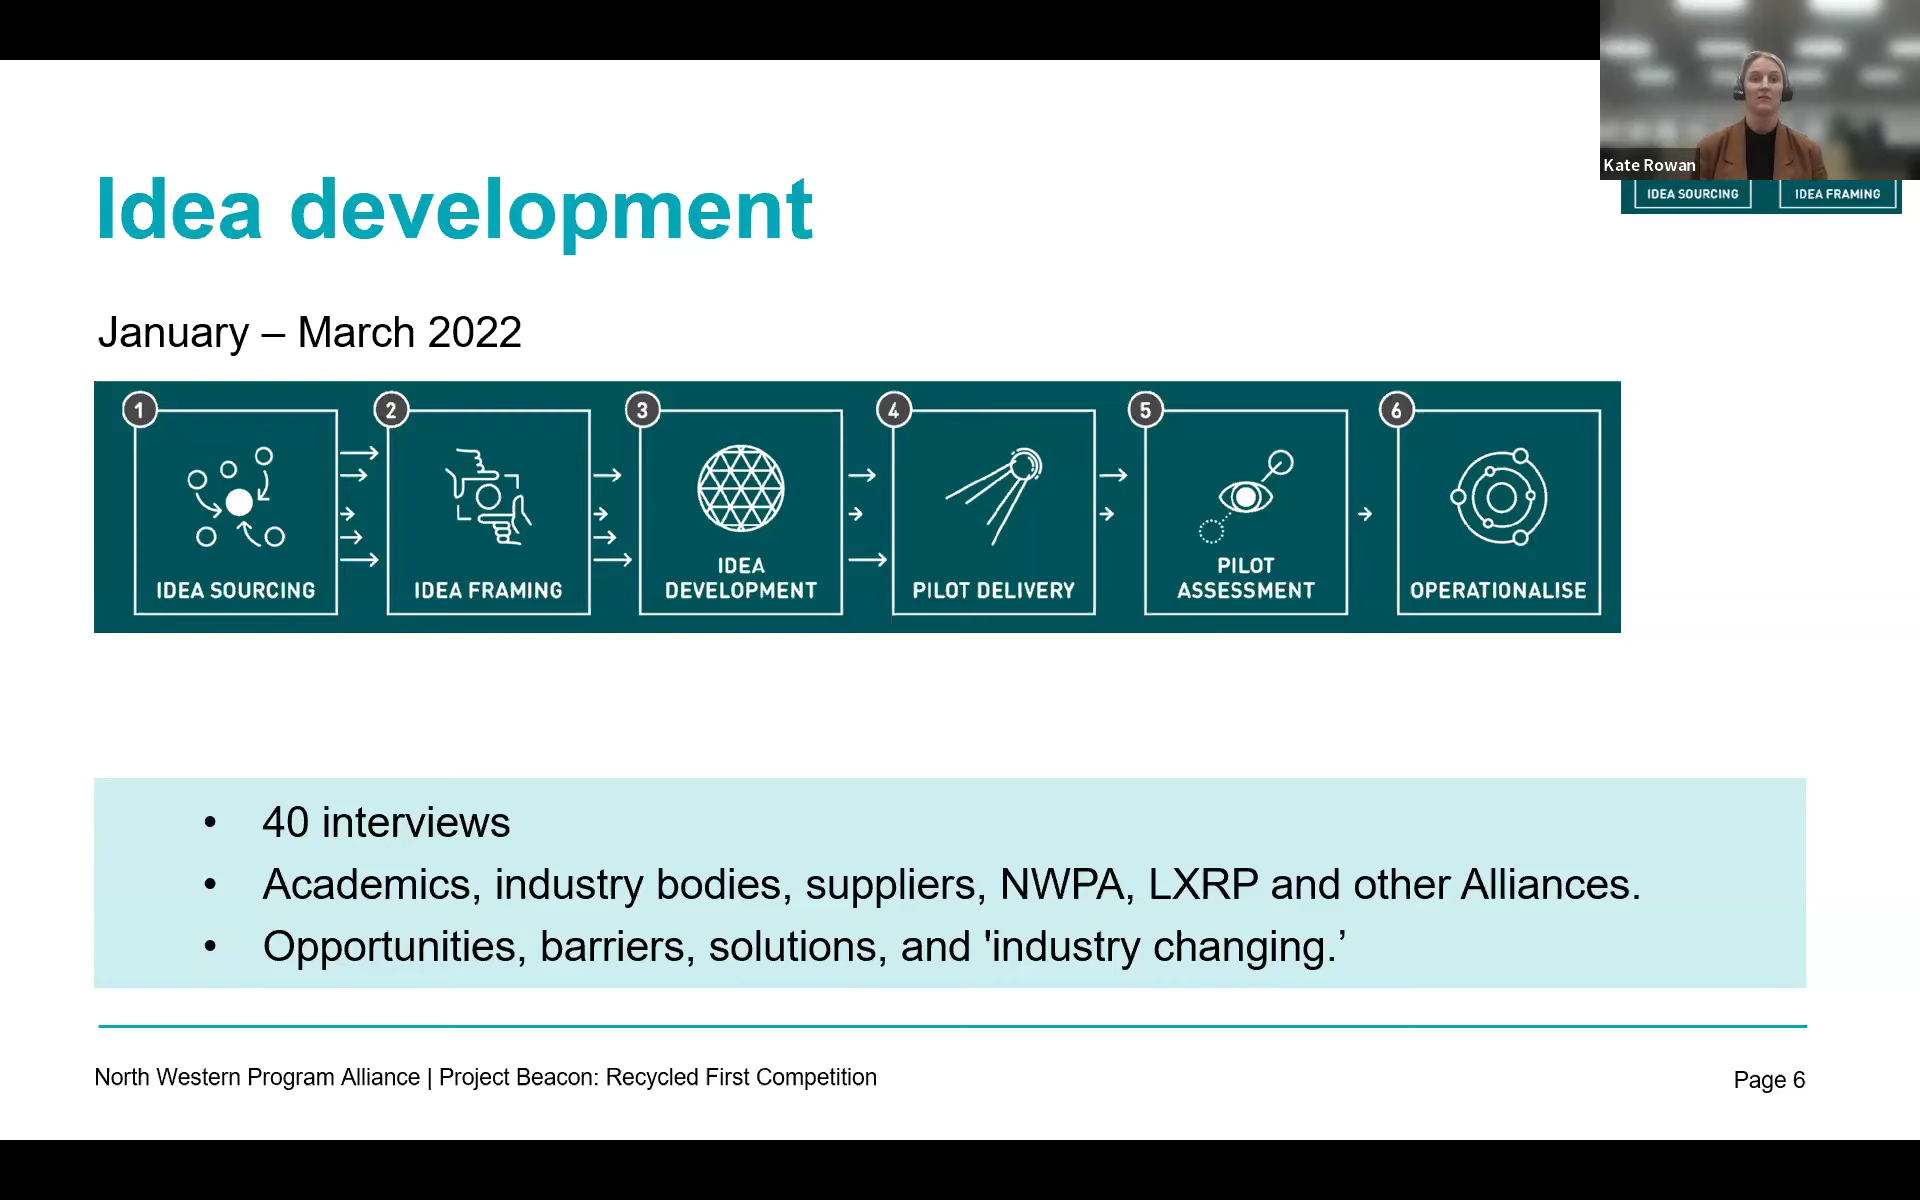 Kate Rowan
IDEA SOURCING
IDEA FRAMING
Idea development
January – March 2022
1
2
3
4
5
6
IDEA SOURCING
IDEA FRAMING
IDEA
DEVELOPMENT
PILOT DELIVERY
PILOT
ASSESSMENT
OPERATIONALISE
• 40 interviews
• Academics, industry bodies, suppliers, NWPA, LXRP and other Alliances.
• Opportunities, barriers, solutions, and 'industry changing.’
North Western Program Alliance | Project Beacon: Recycled First Competition
Page 6